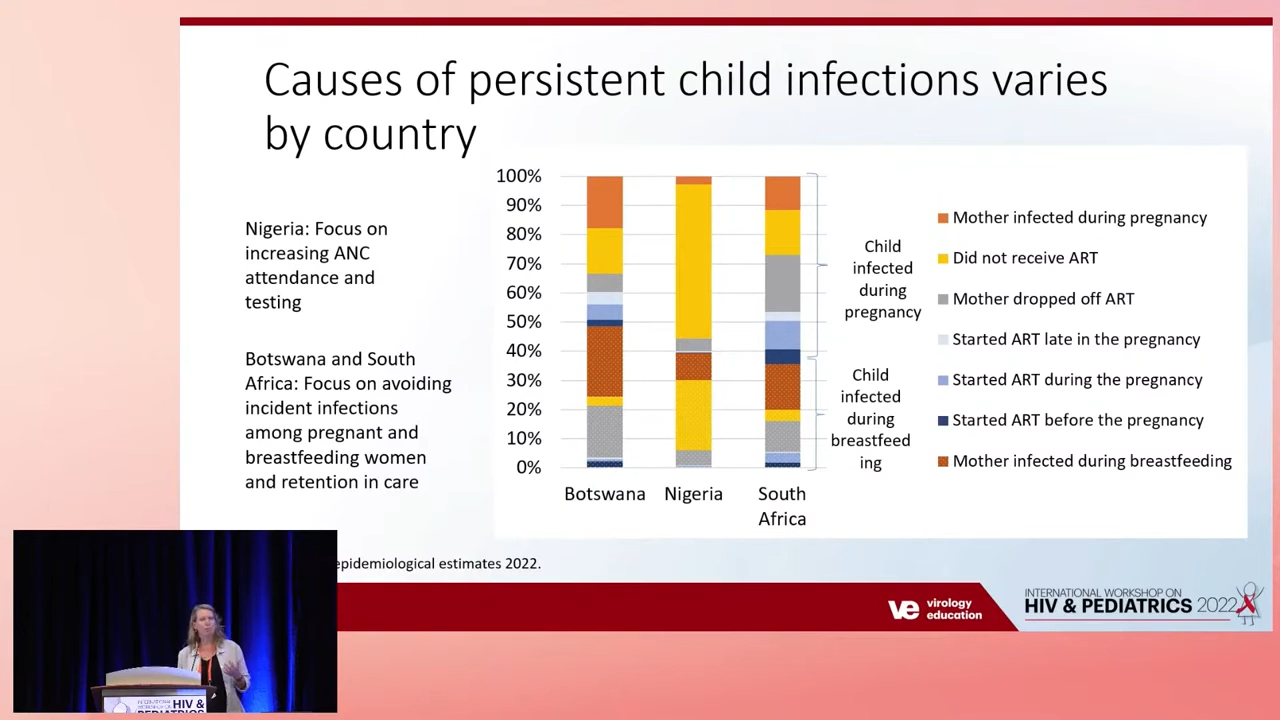 Causes of persistent child infections varies
by country
Nigeria: Focus on
increasing ANC
attendance and
testing
Botswana and South
Africa: Focus on avoiding
incident infections
among pregnant and
breastfeeding women
and retention in care
100%
90%
80%
70%
60%
50%
40%
30%
20%
10%
0%
Botswana
Nigeria
South
Africa
Child
infected
during
pregnancy
Child
infected
during
breastfeed
ing
Mother infected during pregnancy
Did not receive ART
Mother dropped off ART
Started ART late in the pregnancy
Started ART during the pregnancy
Started ART before the pregnancy
Mother infected during breastfeeding
epidemiological estimates 2022.
ve virology
education
INTERNATIONAL WORKSHOP ON
HIV & PEDIATRICS 2022
HIV &
PEDIATRICS